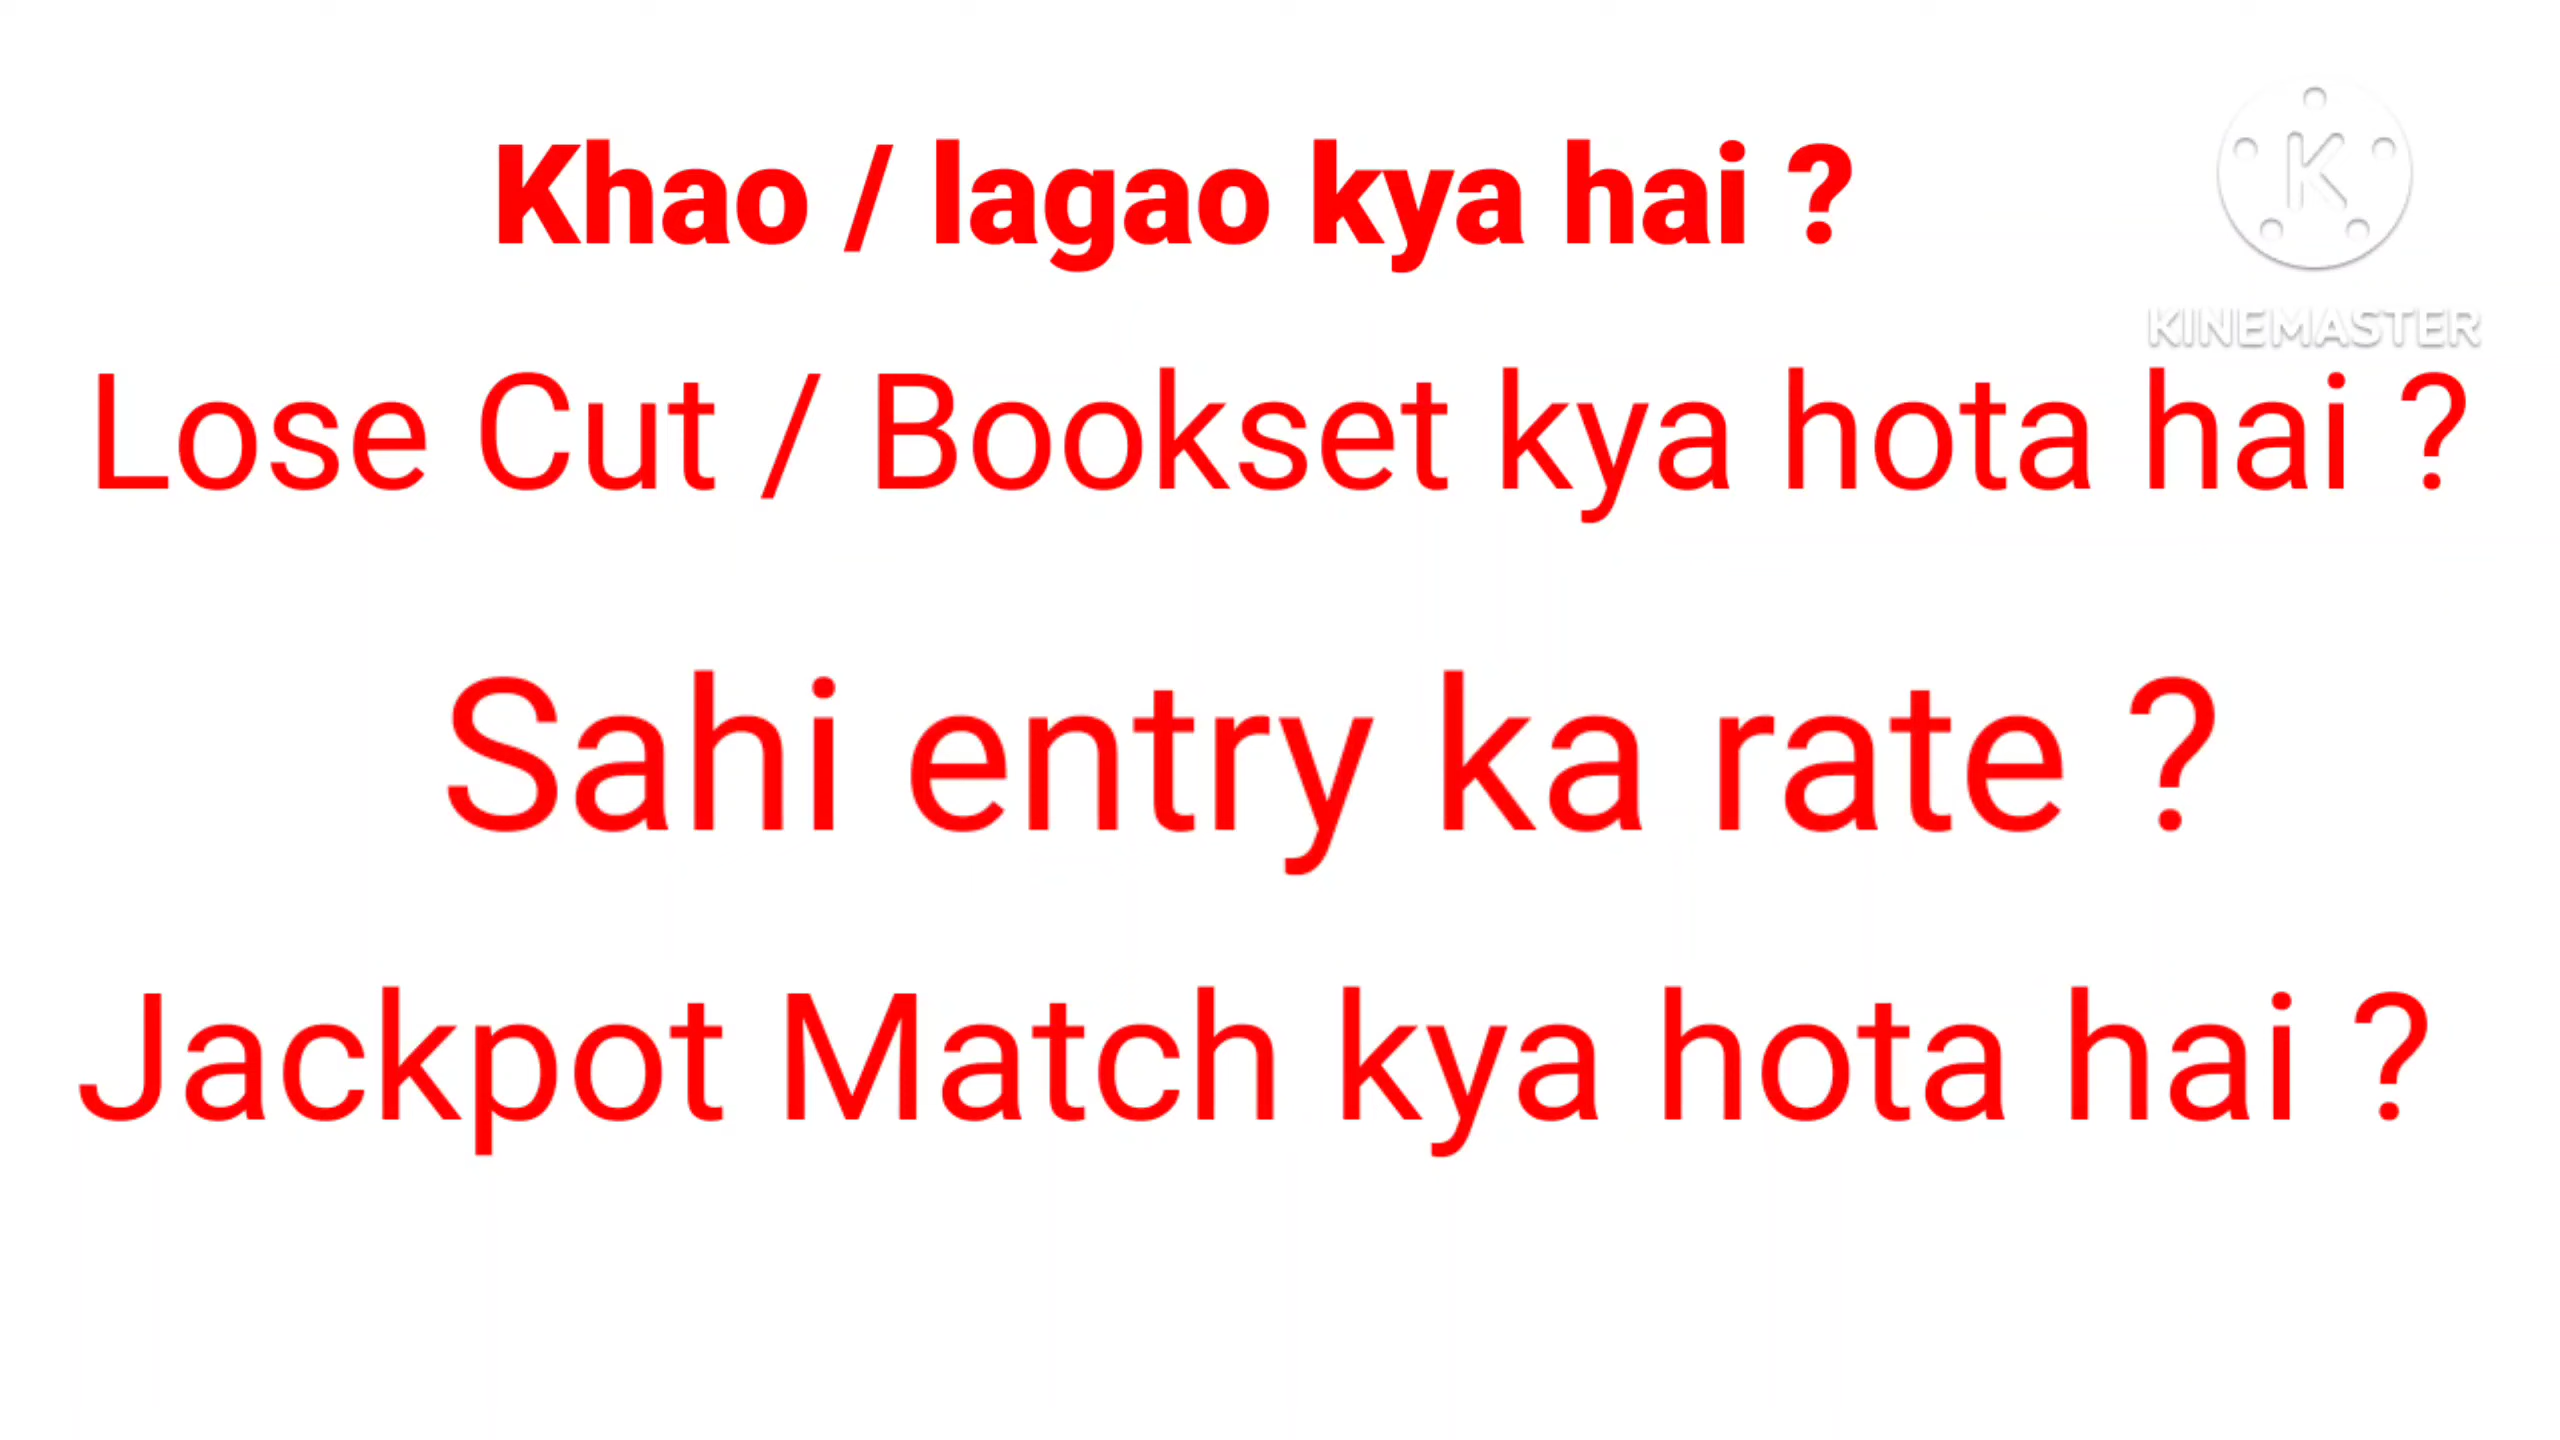 Khao / lagao kya hai ?
KINEMASTER
Lose Cut / Bookset kya hota hai ?
Sahi entry ka rate ?
Jackpot Match kya hota hai ?